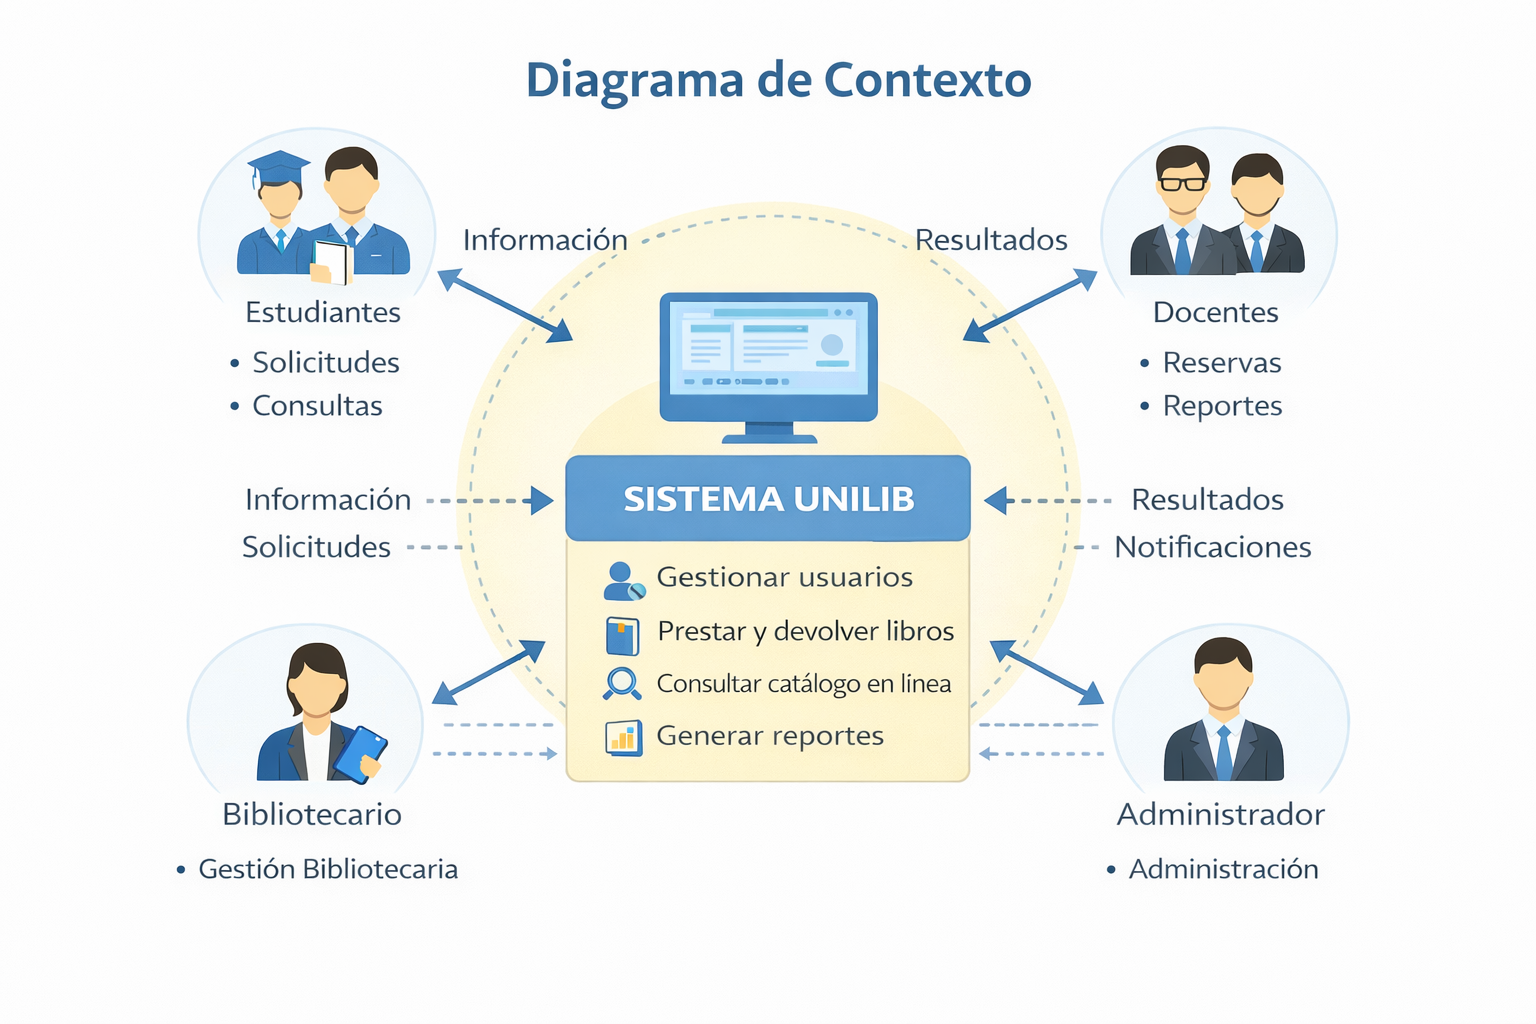 Diagrama de Contexto
Información
Resultados
Estudiantes
• Solicitudes
• Consultas
Docentes
• Reservas
• Reportes
Información
Solicitudes
SISTEMA UNILIB
Resultados
Notificaciones
Gestionar usuarios
Prestar y devolver libros
Consultar catálogo en línea
Generar reportes
Bibliotecario
• Gestión Bibliotecaria
Administrador
• Administración